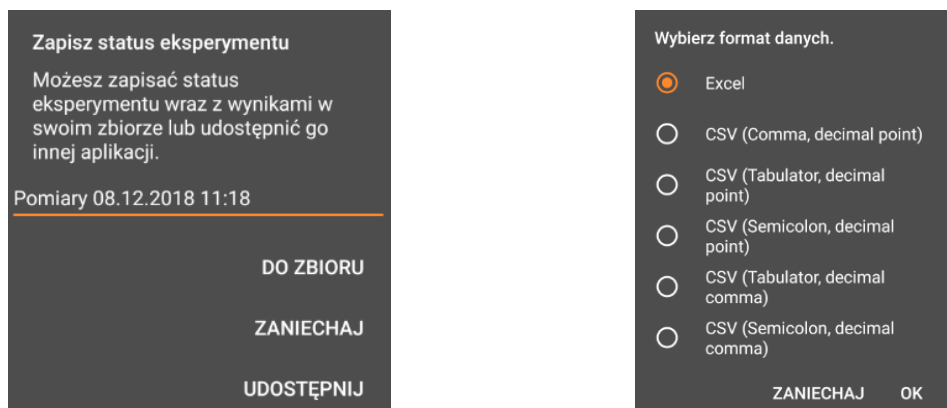 Zapisz status eksperymentu
Możesz zapisać status
eksperymentu wraz z wynikami w
swoim zbiorze lub udostępnić go
innej aplikacji.
Pomiary 08.12.2018 11:18
DO ZBIORU
ZANIECHAJ
UDOSTĘPNIJ
Wybierz format danych.
Excel
CSV (Comma, decimal point)
CSV (Tabulator, decimal
point)
CSV (Semicolon, decimal
point)
CSV (Tabulator, decimal
comma)
CSV (Semicolon, decimal
comma)
ZANIECHAJ OK